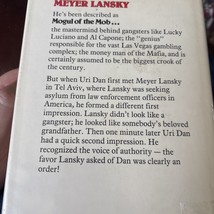 MEYER LANSKY
He's been described as
Mogul of the Mob...
the mastermind behind gangsters like Lucky
Luciano and Al Capone; the "genius"
responsible for the vast Las Vegas gambling
complex; the money man of the Mafia, and is
certainly assumed to be the biggest crook of
the century.
But when Uri Dan first met Meyer Lansky
in Tel Aviv, where Lansky was seeking
asylum from law enforcement officers in
America, he formed a different first
impression. Lansky didn't look like a
gangster; he looked like somebody's beloved
grandfather. Then one minute later Uri Dan
had a quick second impression. He
recognized the voice of authority — the
favor Lansky asked of Dan was clearly an
order!